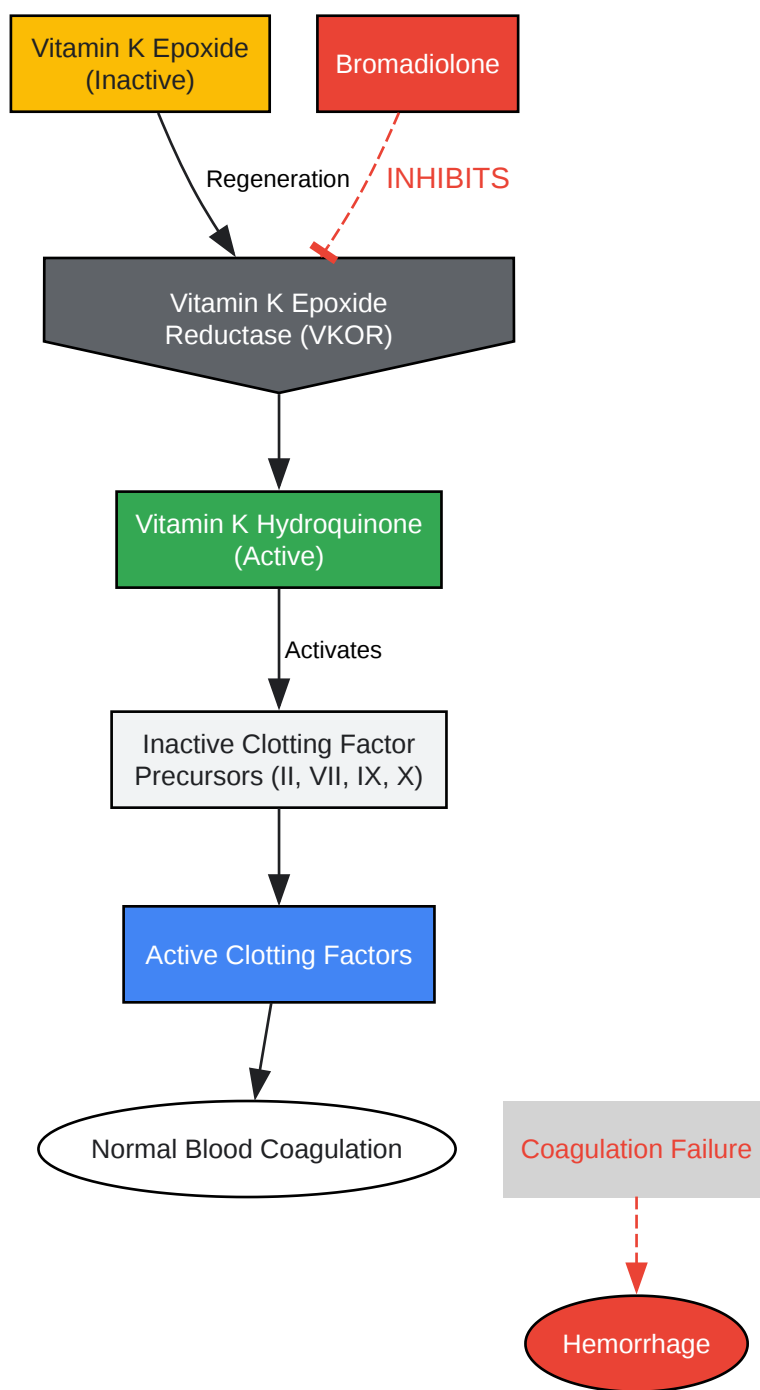 Vitamin K Epoxide
(Inactive)
Bromadiolone
Regeneration
INHIBITS
Vitamin K Epoxide
Reductase (VKOR)
Vitamin K Hydroquinone
(Active)
Activates
Inactive Clotting Factor
Precursors (II, VII, IX, X)
Active Clotting Factors
Normal Blood Coagulation
Coagulation Failure
Hemorrhage